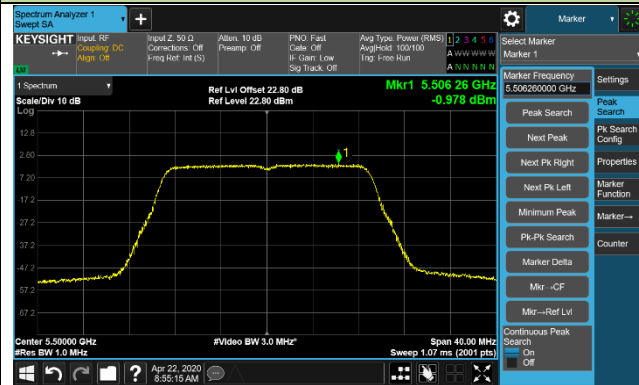 Spectrum Analyzer 1
Swept SA
+
Marker
KEYSIGHT
Input: RF
Coupling: DC
Align: Off
Input Z: 50 Ω
Corrections: Off
Freq Ref: Int (S)
Atten: 10 dB
Preamp: Off
PNO: Fast
Gate: Off
IF Gain: Low
Sig Track: Off
Avg Type: Power (RMS)
Avg|Hold: 100/100
Trig: Free Run
1 2 3 4 5 6
A W W W W W
A N N N N N
Select Marker
Marker 1
LXI
1 Spectrum
Scale/Div 10 dB
Log
Ref Lvl Offset 22.80 dB
Ref Level 22.80 dBm
Mkr1 5.506 26 GHz
-0.978 dBm
12.8
2.80
-7.20
-17.2
-27.2
-37.2
-47.2
-57.2
-67.2
1
Center 5.50000 GHz
#Res BW 1.0 MHz
#Video BW 3.0 MHz*
Span 40.00 MHz
Sweep 1.07 ms (2001 pts)
Marker Frequency
5.506260000 GHz
Peak Search
Next Peak
Next Pk Right
Next Pk Left
Minimum Peak
Pk-Pk Search
Marker Delta
Mkr→CF
Mkr→Ref Lvl
Continuous Peak
Search
On
Off
Settings
Peak
Search
Pk Search
Config
Properties
Marker
Function
Marker→
Counter
?
Apr 22, 2020
8:55:15 AM